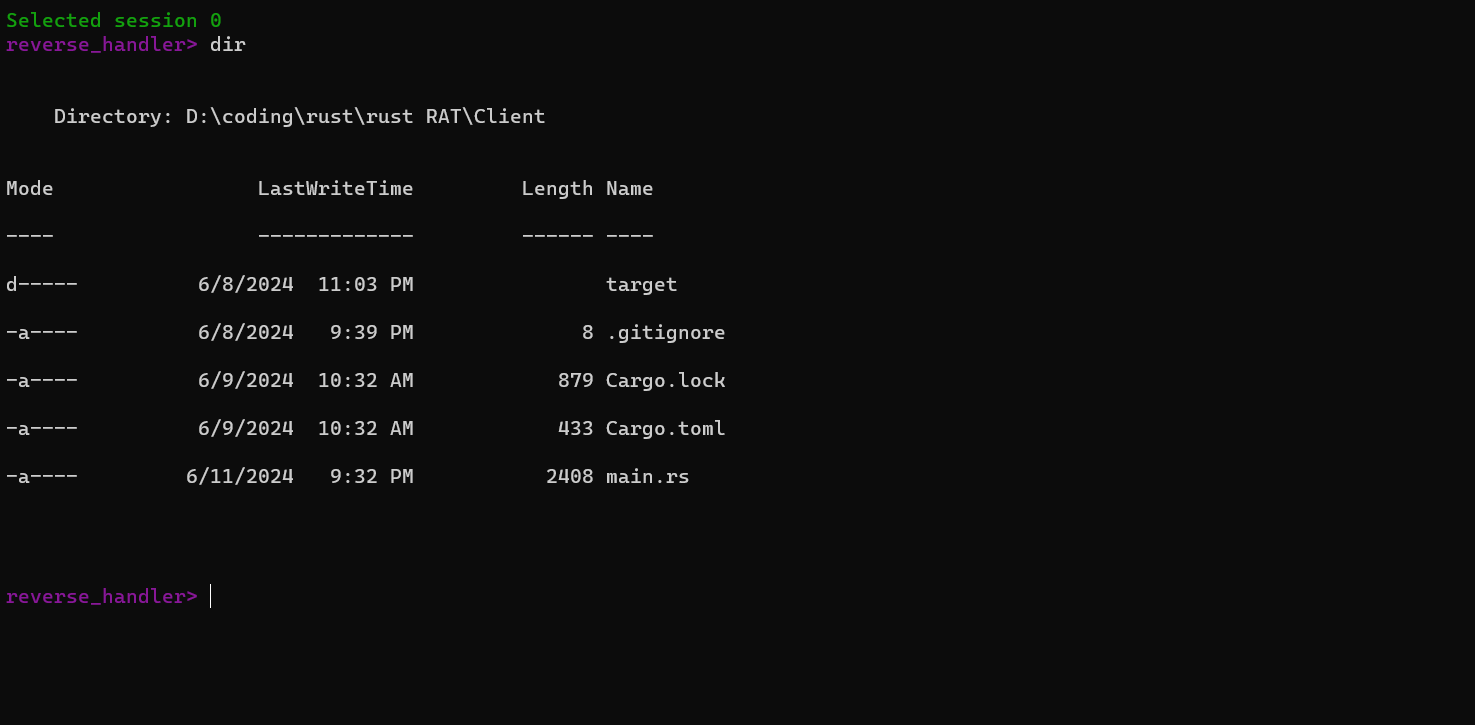 Selected session 0
reverse_handler> dir
Directory: D:\coding\rust\rust RAT\Client
Mode                 LastWriteTime         Length Name
----                 -------------         ------ ----
d-----          6/8/2024  11:03 PM                target
-a----          6/8/2024   9:39 PM              8 .gitignore
-a----          6/9/2024  10:32 AM            879 Cargo.lock
-a----          6/9/2024  10:32 AM            433 Cargo.toml
-a----         6/11/2024   9:32 PM           2408 main.rs
reverse_handler>